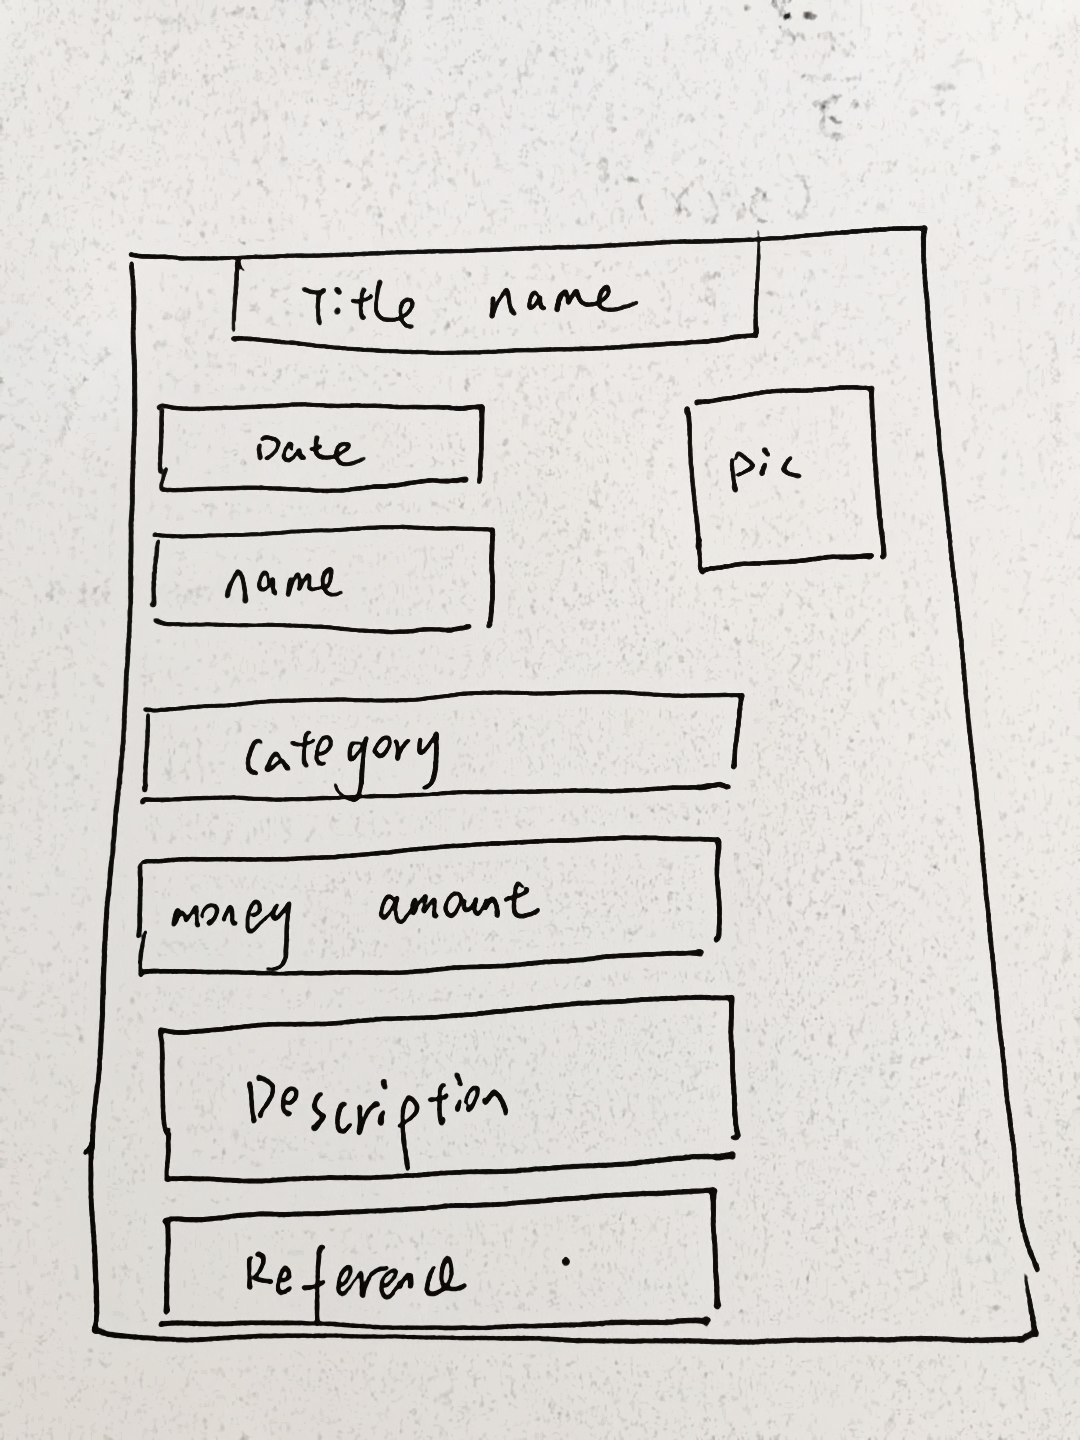 Title name
Date
pic
name
Category
money amount
Description
Reference